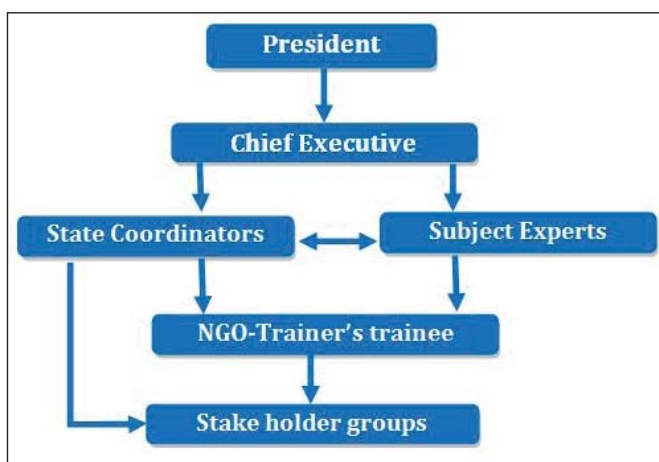 President
Chief Executive
State Coordinators
Subject Experts
NGO-Trainer's trainee
Stake holder groups